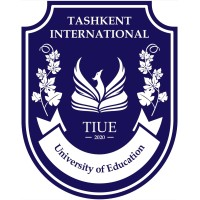 TASHKENT
INTERNATIONAL
TIUE
2020
University of Education